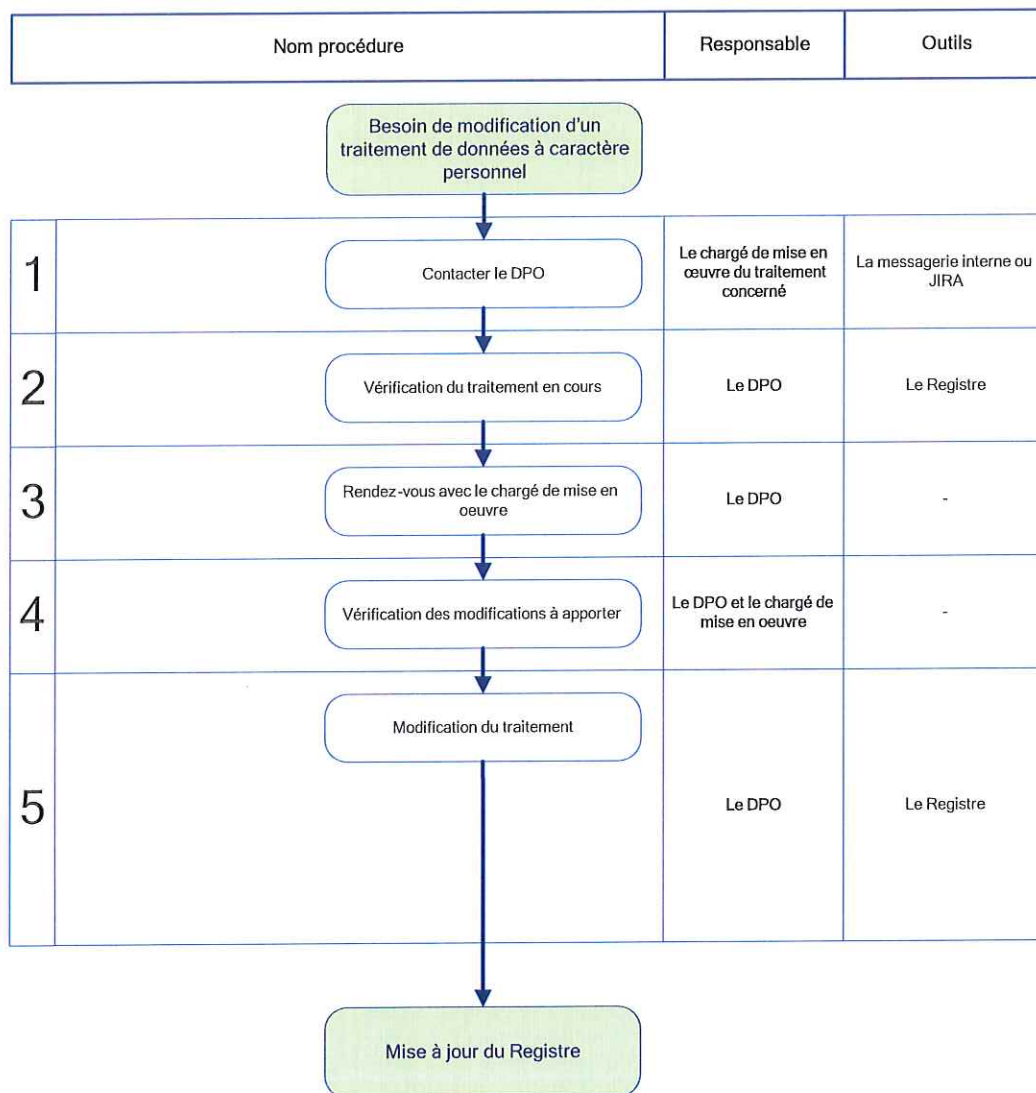 Nom procédure
Responsable
Outils
Besoin de modification d'un
traitement de données à caractère
personnel
1
Contacter le DPO
Le chargé de mise en
œuvre du traitement
concerné
La messagerie interne ou
JIRA
2
Vérification du traitement en cours
Le DPO
Le Registre
3
Rendez-vous avec le chargé de mise en
oeuvre
Le DPO
-
4
Vérification des modifications à apporter
Le DPO et le chargé de
mise en oeuvre
-
5
Modification du traitement
Le DPO
Le Registre
Mise à jour du Registre